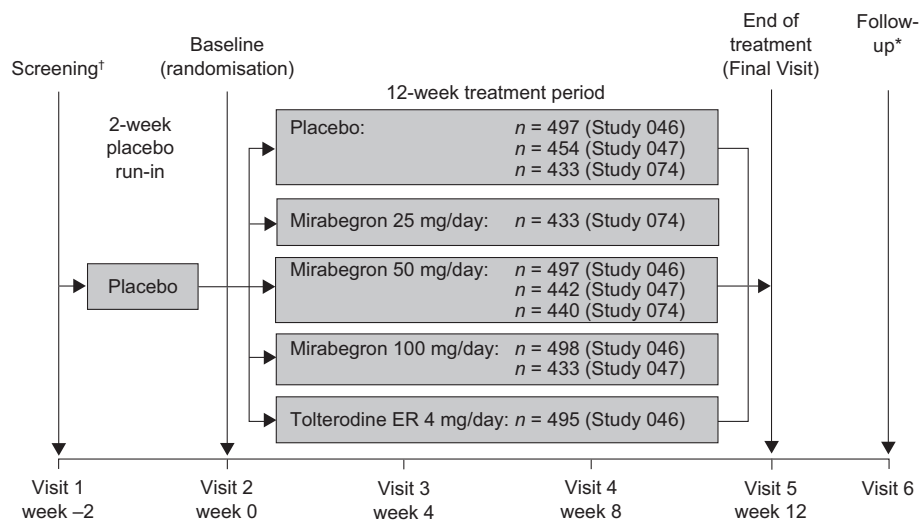 Screening†
Baseline
(randomisation)
End of
treatment
(Final Visit)
Follow-
up*
2-week
placebo
run-in
12-week treatment period
Placebo
Placebo: n = 497 (Study 046)
n = 454 (Study 047)
n = 433 (Study 074)
Mirabegron 25 mg/day: n = 433 (Study 074)
Mirabegron 50 mg/day: n = 497 (Study 046)
n = 442 (Study 047)
n = 440 (Study 074)
Mirabegron 100 mg/day: n = 498 (Study 046)
n = 433 (Study 047)
Tolterodine ER 4 mg/day: n = 495 (Study 046)
Visit 1
week –2
Visit 2
week 0
Visit 3
week 4
Visit 4
week 8
Visit 5
week 12
Visit 6